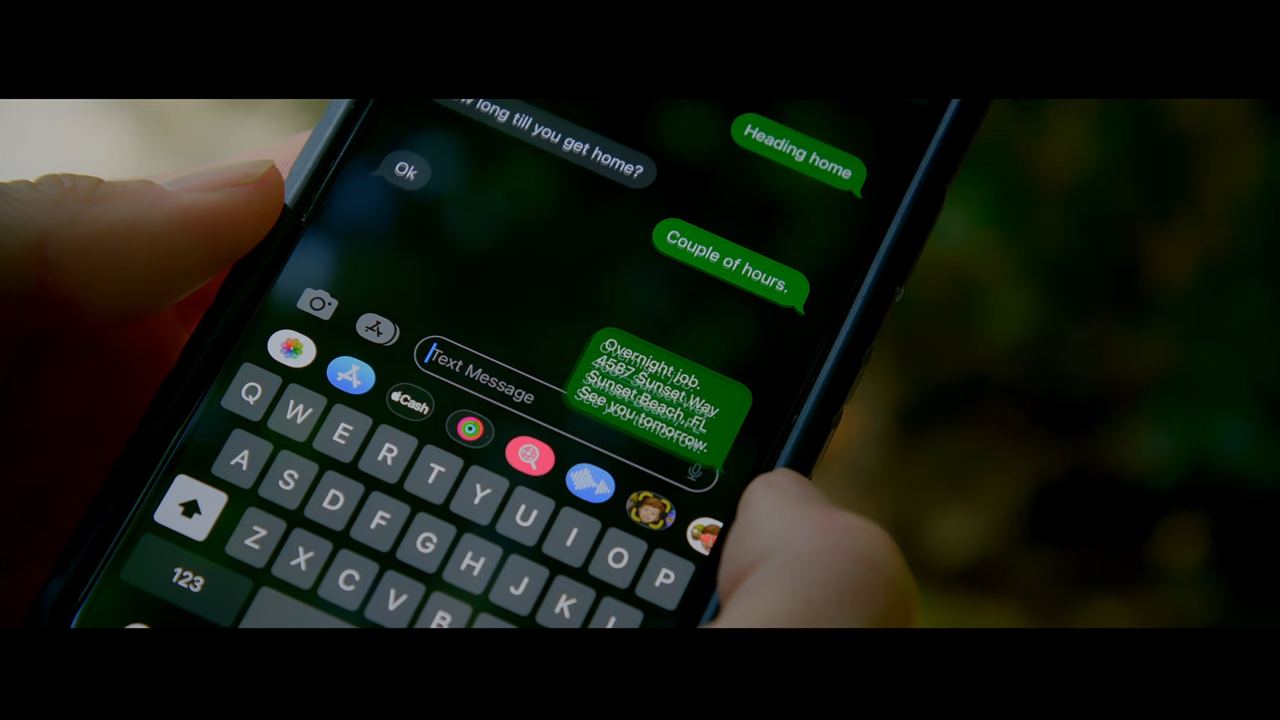 long till you get home?
Heading home
Ok
Couple of hours.
Overnight job.
4587 Sunset Way
Sunset Beach, FL
See you tomorrow.
Text Message
Cash
Q W E R T Y U I O P
A S D F G H J K
Z X C V B
123